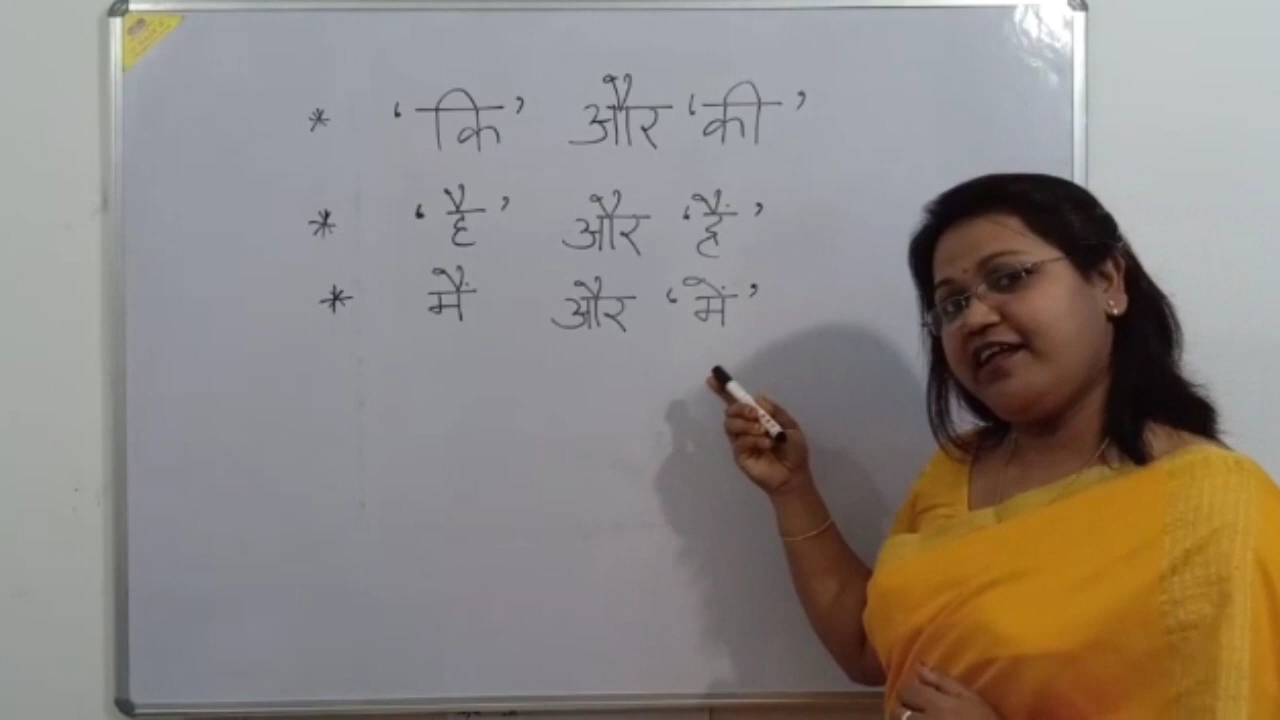 * ‘कि’ और ‘की’
* ‘है’ और ‘हैं’
* मैं और ‘में’